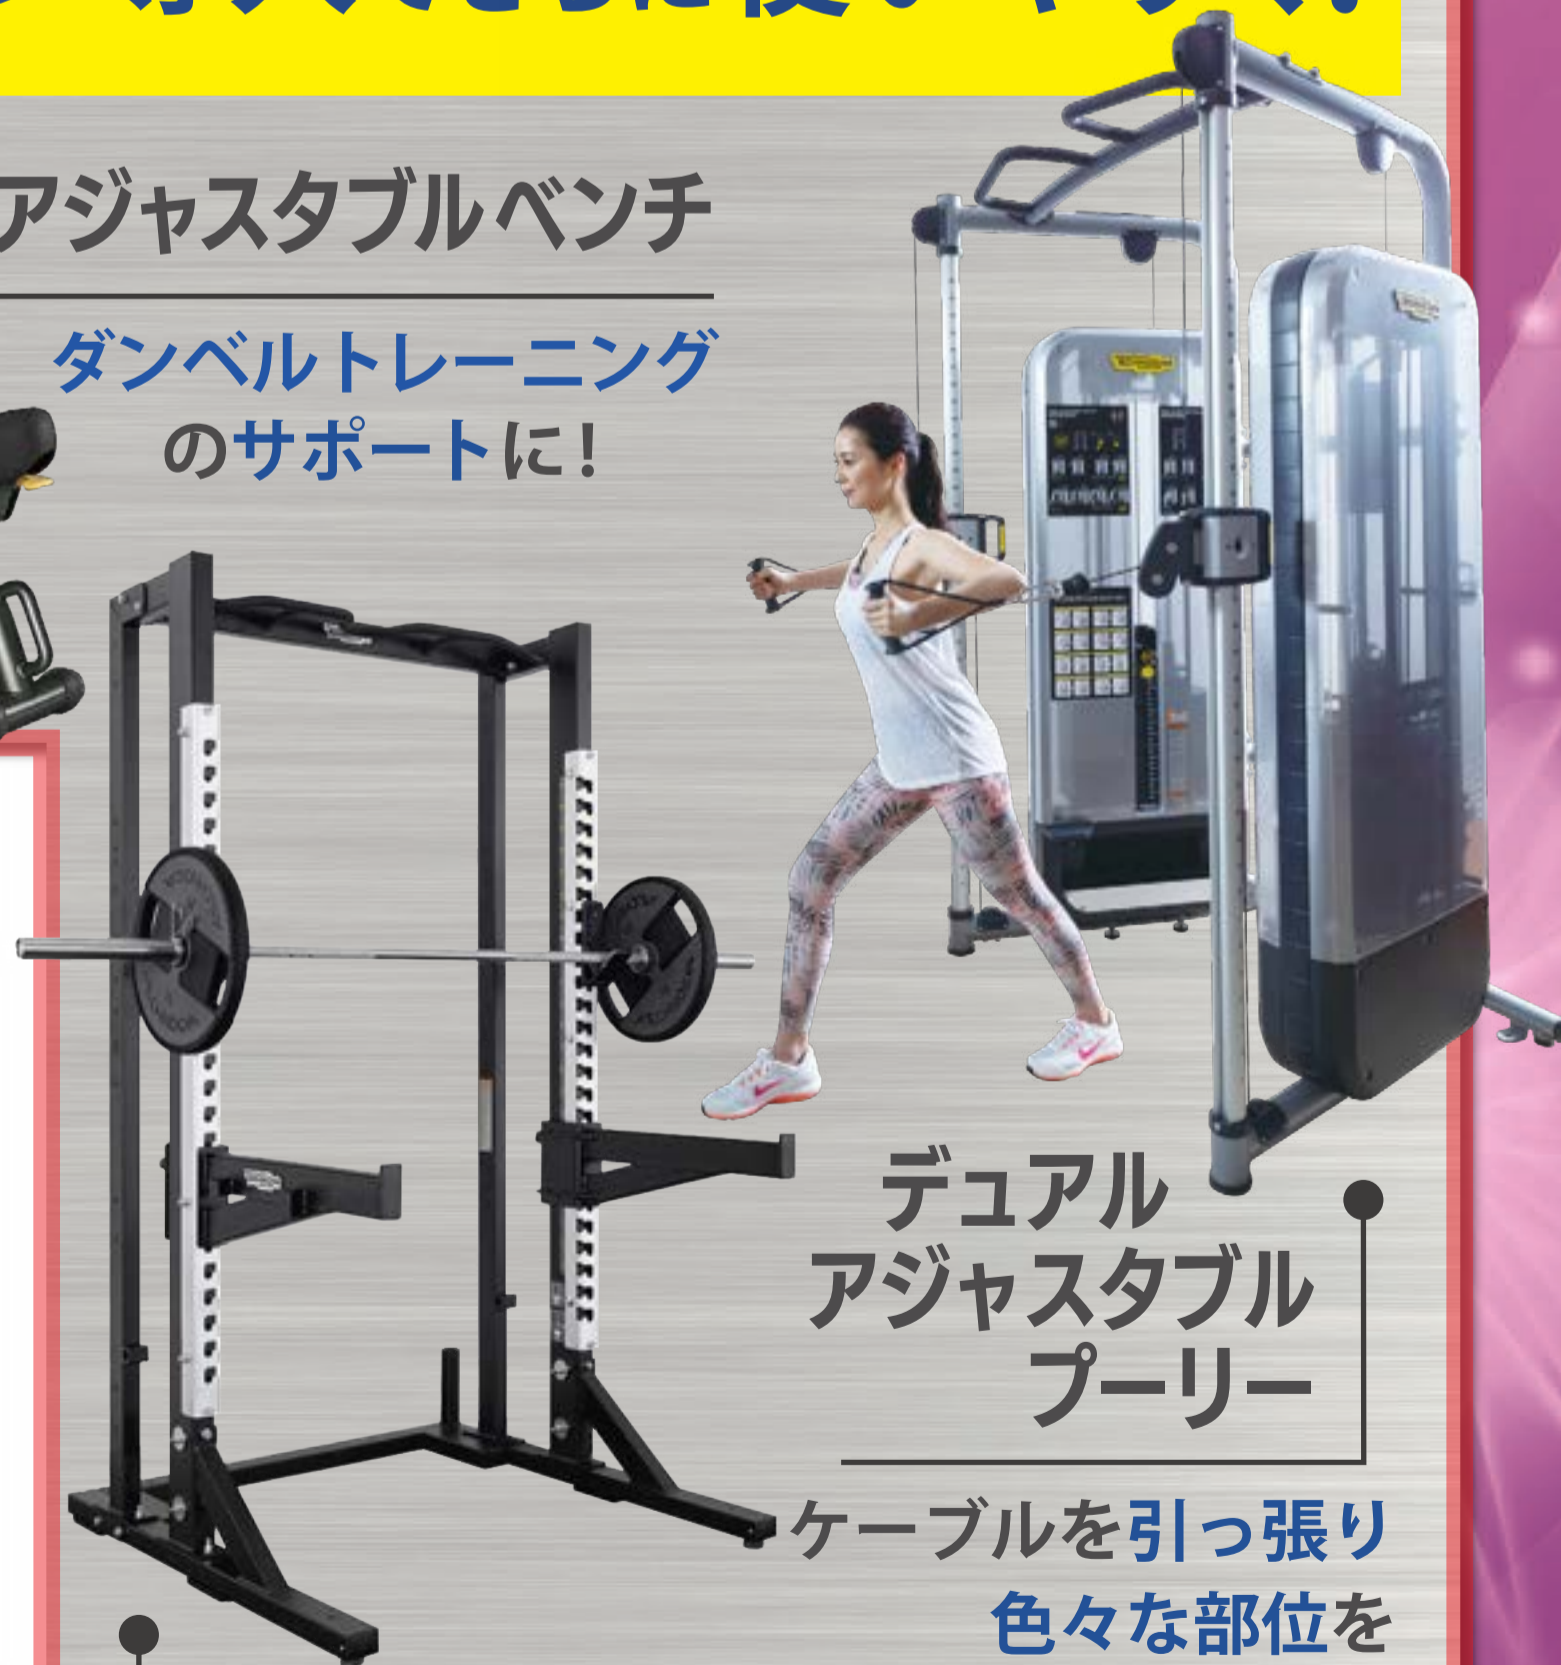 アジャスタブルベンチ
ダンベルトレーニング
のサポートに!
デュアル
アジャスタブル
プーリー
ケーブルを引っ張り
色々な部位を